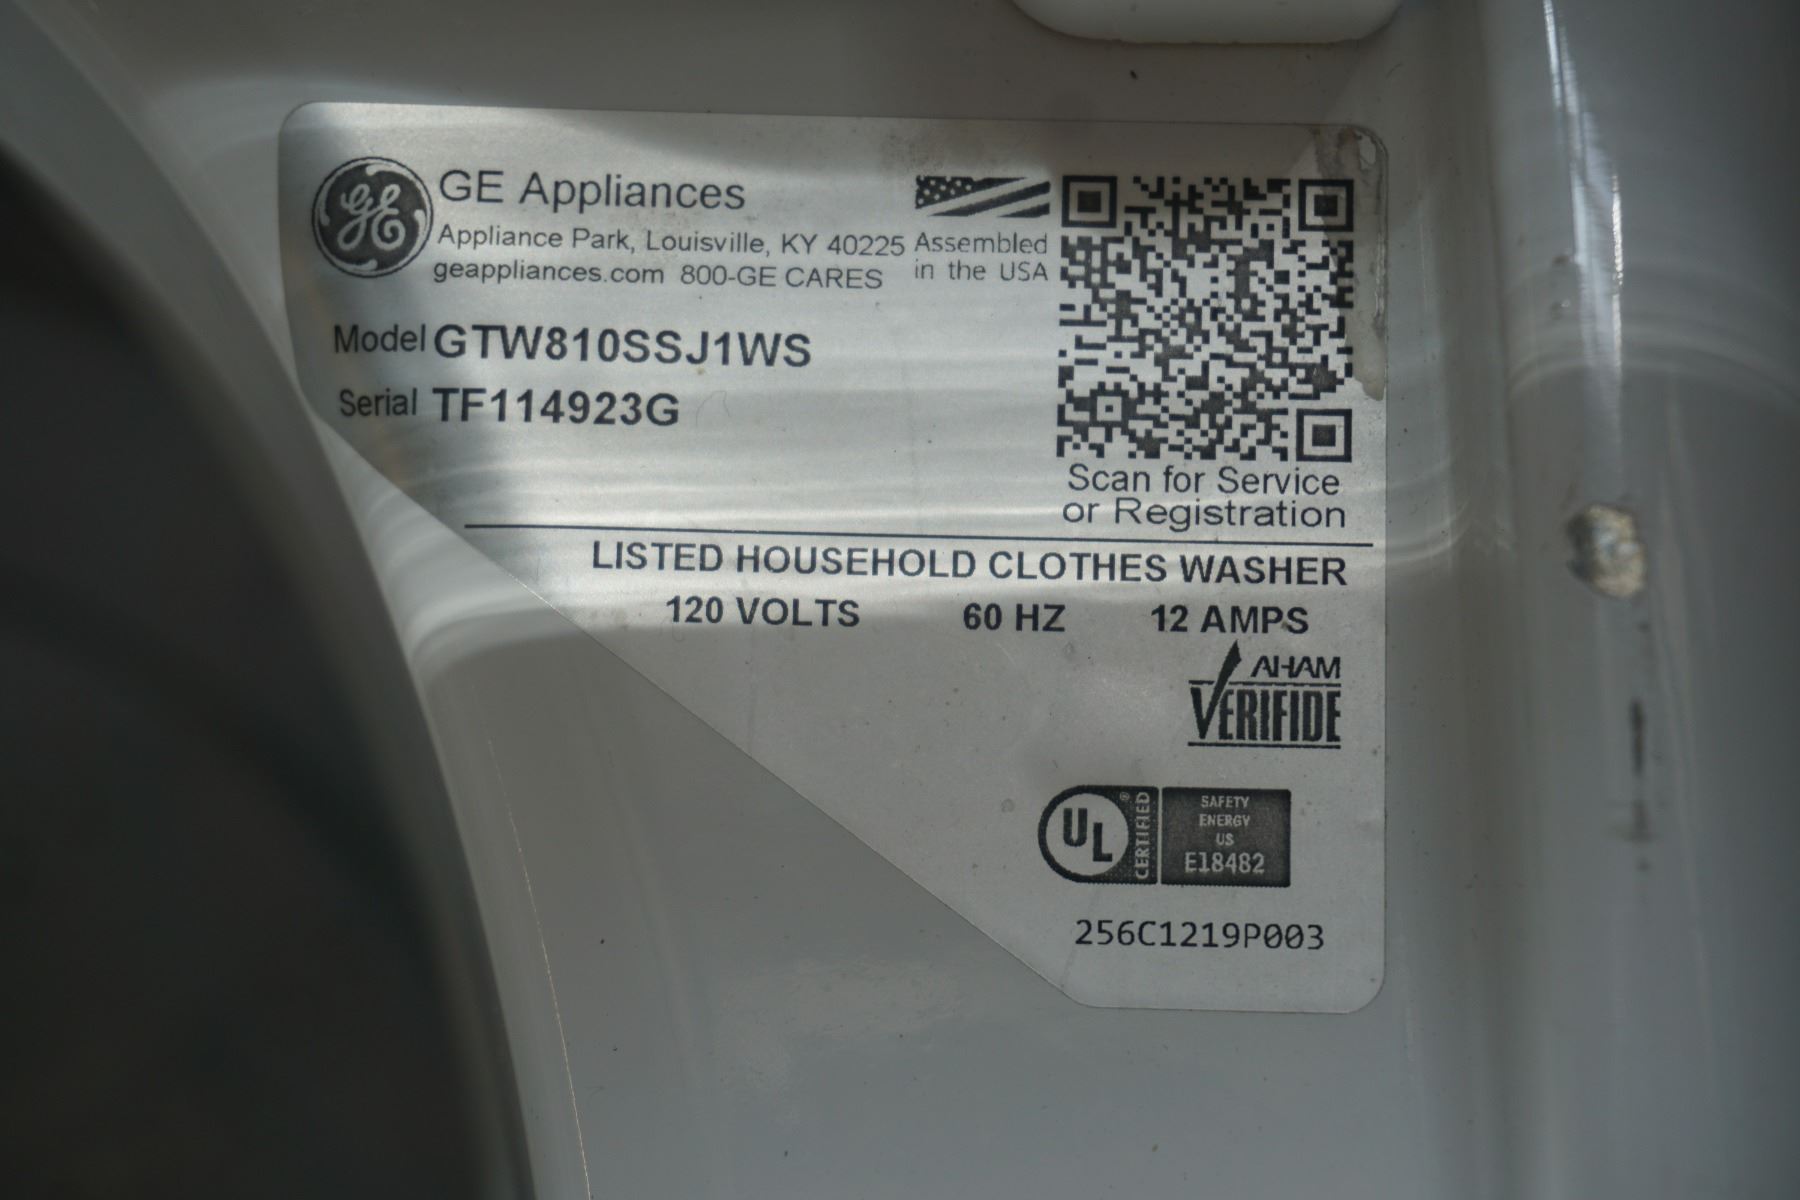 GE GE Appliances
Appliance Park, Louisville, KY 40225
geappliances.com 800-GE CARES
Assembled
in the USA
Model GTW810SSJ1WS
Serial TF114923G
Scan for Service
or Registration
LISTED HOUSEHOLD CLOTHES WASHER
120 VOLTS 60 HZ 12 AMPS
AHAM
VERIFIDE
UL ® CERTIFIED
SAFETY
ENERGY
US
E18482
256C1219P003